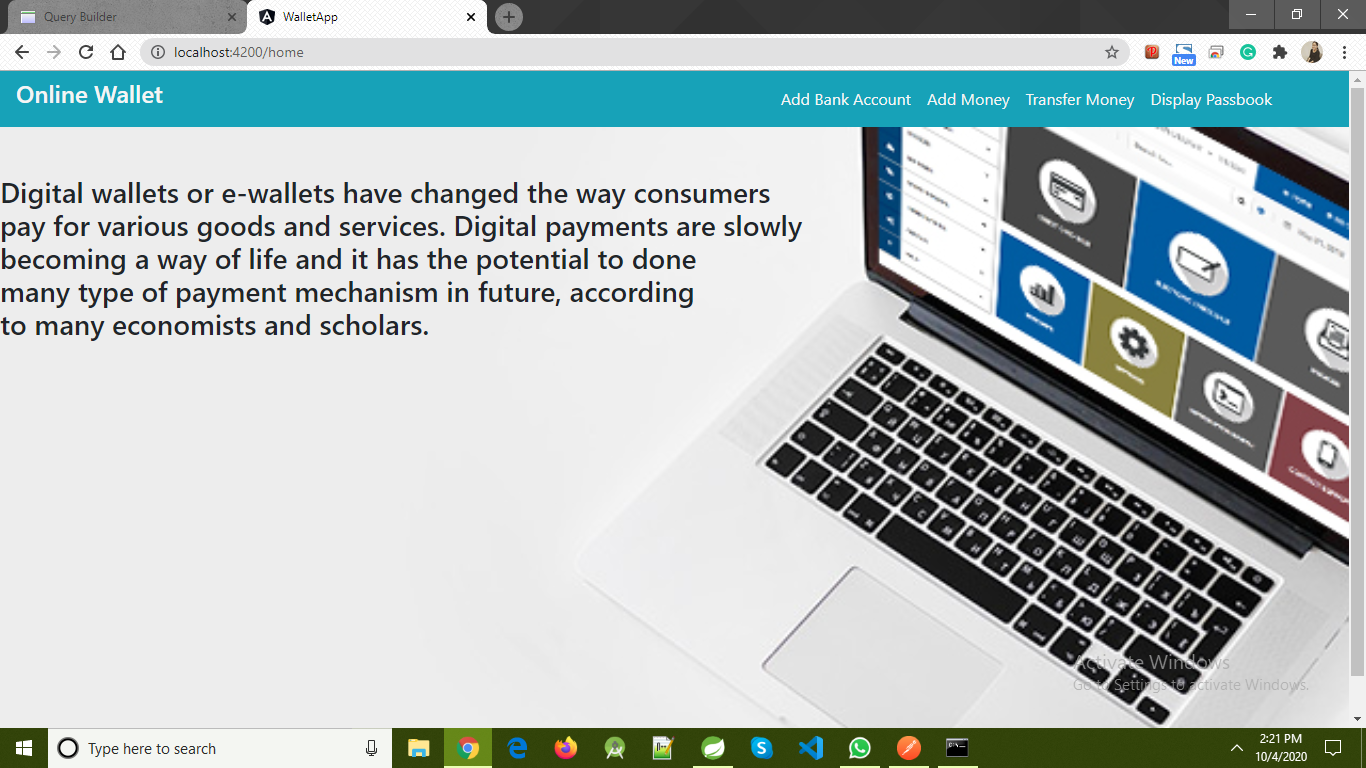 Query Builder
WalletApp
localhost:4200/home
New
Online Wallet
Add Bank Account
Add Money
Transfer Money
Display Passbook
Digital wallets or e-wallets have changed the way consumers
pay for various goods and services. Digital payments are slowly
becoming a way of life and it has the potential to done
many type of payment mechanism in future, according
to many economists and scholars.
Activate Windows
Go to Settings to activate Windows.
Type here to search
2:21 PM
10/4/2020